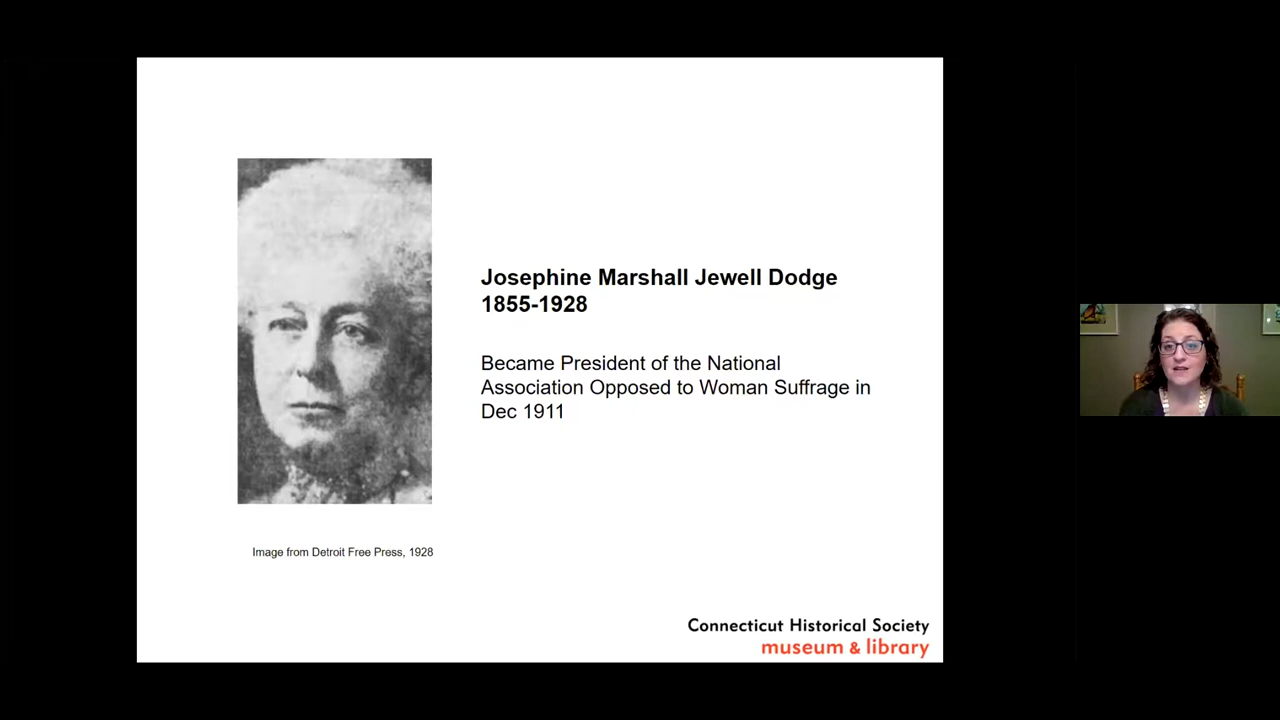 Josephine Marshall Jewell Dodge
1855-1928
Became President of the National
Association Opposed to Woman Suffrage in
Dec 1911
Image from Detroit Free Press, 1928
Connecticut Historical Society
museum & library